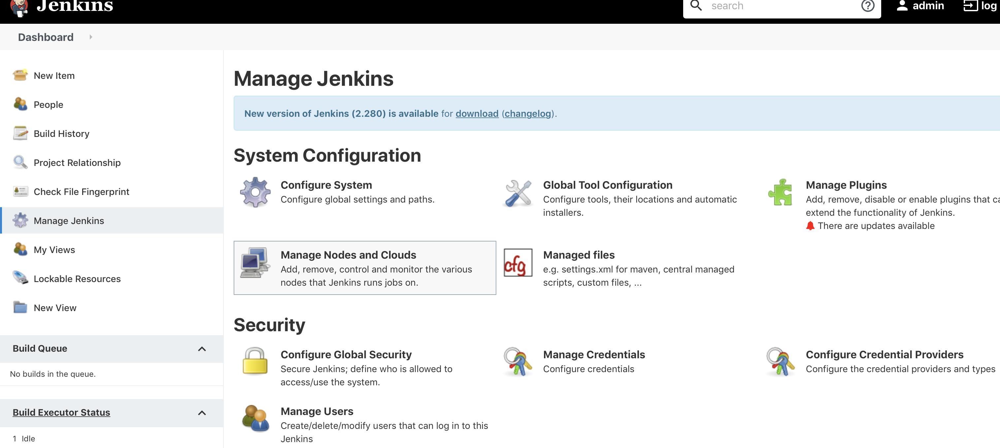 Jenkins
search
admin
log
Dashboard
New Item
People
Build History
Project Relationship
Check File Fingerprint
Manage Jenkins
My Views
Lockable Resources
New View
Build Queue
No builds in the queue.
Build Executor Status
1 Idle
Manage Jenkins
New version of Jenkins (2.280) is available for download (changelog).
System Configuration
Configure System
Configure global settings and paths.
Global Tool Configuration
Configure tools, their locations and automatic
installers.
Manage Plugins
Add, remove, disable or enable plugins that
extend the functionality of Jenkins.
There are updates available
Manage Nodes and Clouds
Add, remove, control and monitor the various
nodes that Jenkins runs jobs on.
cfg
Managed files
e.g. settings.xml for maven, central managed
scripts, custom files, ...
Security
Configure Global Security
Secure Jenkins; define who is allowed to
access/use the system.
Manage Credentials
Configure credentials
Configure Credential Providers
Configure the credential providers and types
Manage Users
Create/delete/modify users that can log in to this
Jenkins